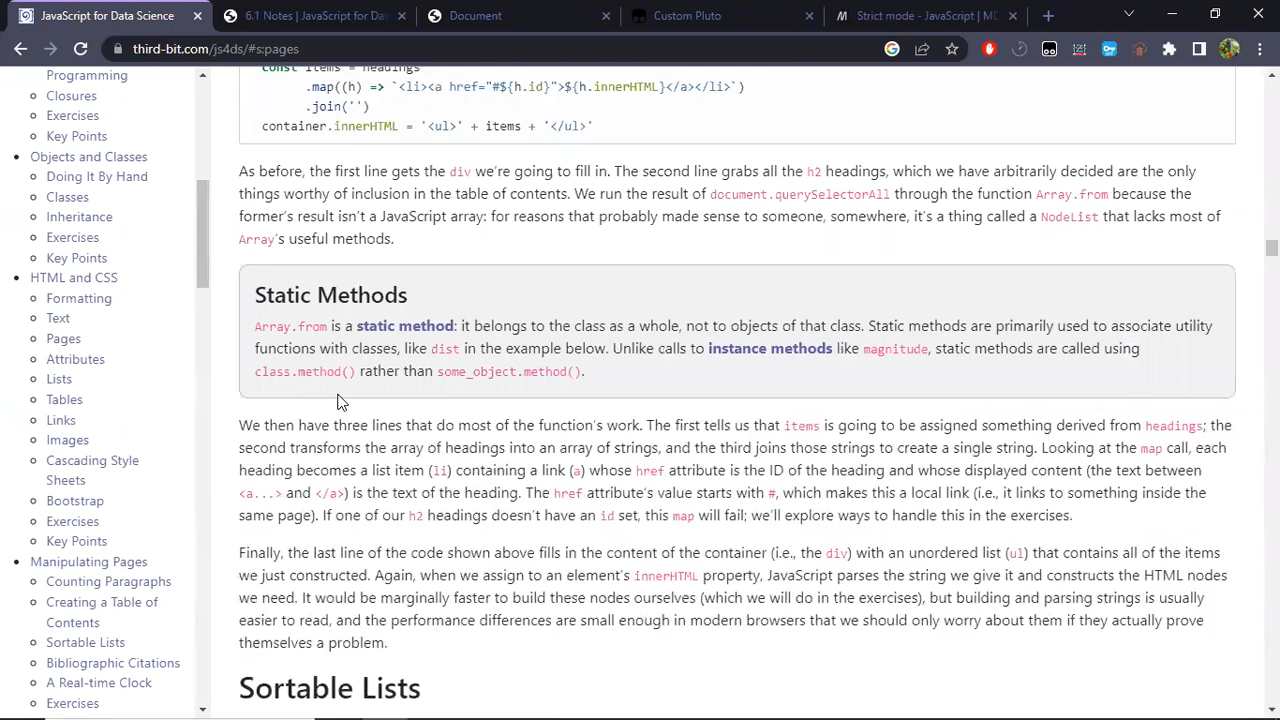 JavaScript for Data Science
6.1 Notes | JavaScript for Da
Document
Custom Pluto
Strict mode - JavaScript | MD
third-bit.com/js4ds/#s:pages
Programming
Closures
Exercises
Key Points
Objects and Classes
Doing It By Hand
Classes
Inheritance
Exercises
Key Points
HTML and CSS
Formatting
Text
Pages
Attributes
Lists
Tables
Links
Images
Cascading Style
Sheets
Bootstrap
Exercises
Key Points
Manipulating Pages
Counting Paragraphs
Creating a Table of
Contents
Sortable Lists
Bibliographic Citations
A Real-time Clock
Exercises
const items = headings
.map((h) => `<li><a href="#${h.id}">${h.innerHTML}</a></li>`)
.join('')
container.innerHTML = '<ul>' + items + '</ul>'
As before, the first line gets the div we’re going to fill in. The second line grabs all the h2 headings, which we have arbitrarily decided are the only
things worthy of inclusion in the table of contents. We run the result of document.querySelectorAll through the function Array.from because the
former’s result isn’t a JavaScript array: for reasons that probably made sense to someone, somewhere, it’s a thing called a NodeList that lacks most of
Array’s useful methods.
Static Methods
Array.from is a static method: it belongs to the class as a whole, not to objects of that class. Static methods are primarily used to associate utility
functions with classes, like dist in the example below. Unlike calls to instance methods like magnitude, static methods are called using
class.method() rather than some_object.method().
We then have three lines that do most of the function’s work. The first tells us that items is going to be assigned something derived from headings; the
second transforms the array of headings into an array of strings, and the third joins those strings to create a single string. Looking at the map call, each
heading becomes a list item (li) containing a link (a) whose href attribute is the ID of the heading and whose displayed content (the text between
<a...> and </a>) is the text of the heading. The href attribute’s value starts with #, which makes this a local link (i.e., it links to something inside the
same page). If one of our h2 headings doesn’t have an id set, this map will fail; we’ll explore ways to handle this in the exercises.
Finally, the last line of the code shown above fills in the content of the container (i.e., the div) with an unordered list (ul) that contains all of the items
we just constructed. Again, when we assign to an element’s innerHTML property, JavaScript parses the string we give it and constructs the HTML nodes
we need. It would be marginally faster to build these nodes ourselves (which we will do in the exercises), but building and parsing strings is usually
easier to read, and the performance differences are small enough in modern browsers that we should only worry about them if they actually prove
themselves a problem.
Sortable Lists